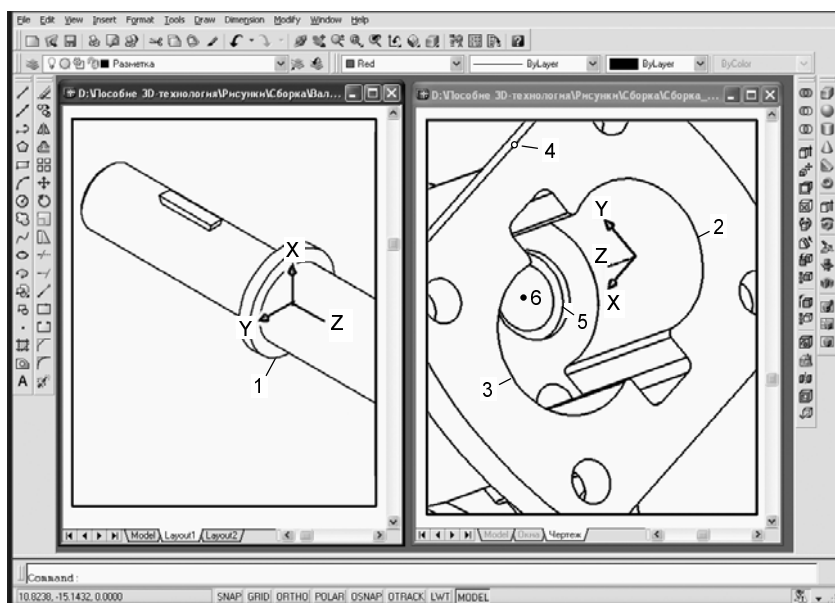 File Edit View Insert Format Tools Draw Dimension Modify Window Help
Разметка Red ByLayer ByLayer ByColor
D:\Пособие 3D-технология\Рисунки\Сборка\Вал...
D:\Пособие 3D-технология\Рисунки\Сборка\Сборка_...
4
Y
2
X
Z
Z
6
X
Y
Z
5
1
3
A
Model Layout1 Layout2
Model Окна Чертеж
Command:
10.8238, -15.1432, 0.0000 SNAP GRID ORTHO POLAR OSNAP OTRACK LWT MODEL